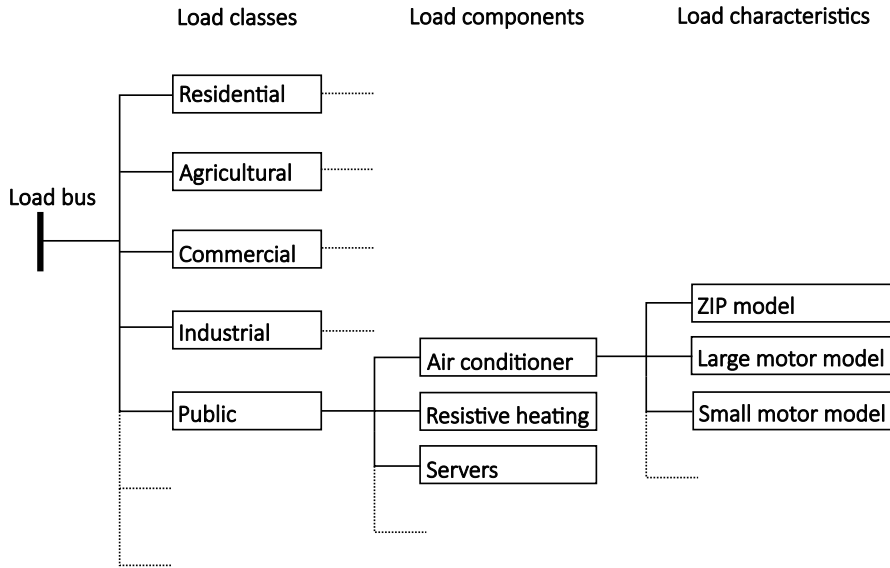 Load classes
Load components
Load characteristics
Residential
Agricultural
Load bus
Commercial
Industrial
Public
Air conditioner
Resistive heating
Servers
ZIP model
Large motor model
Small motor model